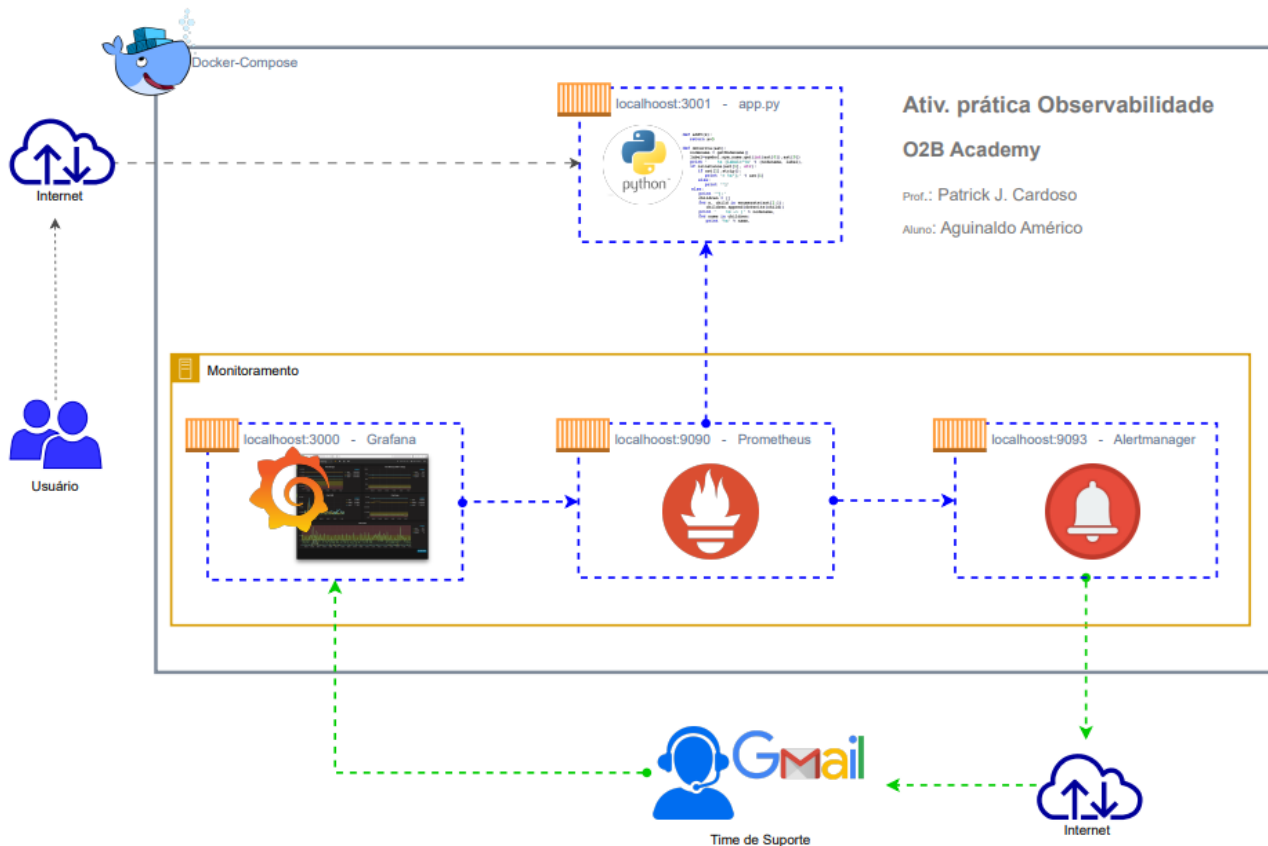 Docker-Compose
localhoost:3001 - app.py
python
Ativ. prática Observabilidade
O2B Academy
Prof.: Patrick J. Cardoso
Aluno: Aguinaldo Américo
Internet
Monitoramento
localhoost:3000 - Grafana
localhoost:9090 - Prometheus
localhoost:9093 - Alertmanager
Usuário
Gmail
Time de Suporte
Internet